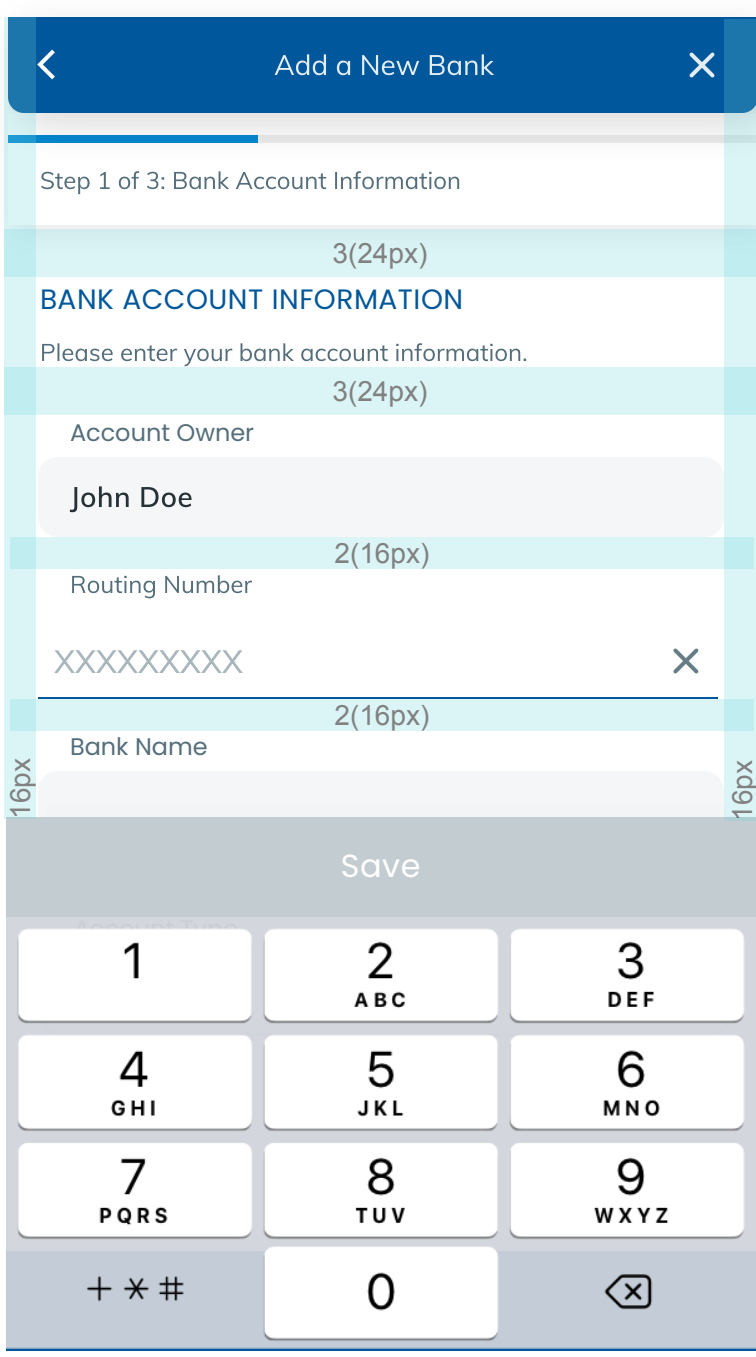 Add a New Bank
Step 1 of 3: Bank Account Information
3(24px)
BANK ACCOUNT INFORMATION
Please enter your bank account information.
3(24px)
Account Owner
John Doe
2(16px)
Routing Number
XXXXXXXXX
2(16px)
Bank Name
16px
16px
Save
Account Type
1
2
3
ABC
DEF
4
5
6
GHI
JKL
MNO
7
8
9
PQRS
TUV
WXYZ
+*#
0